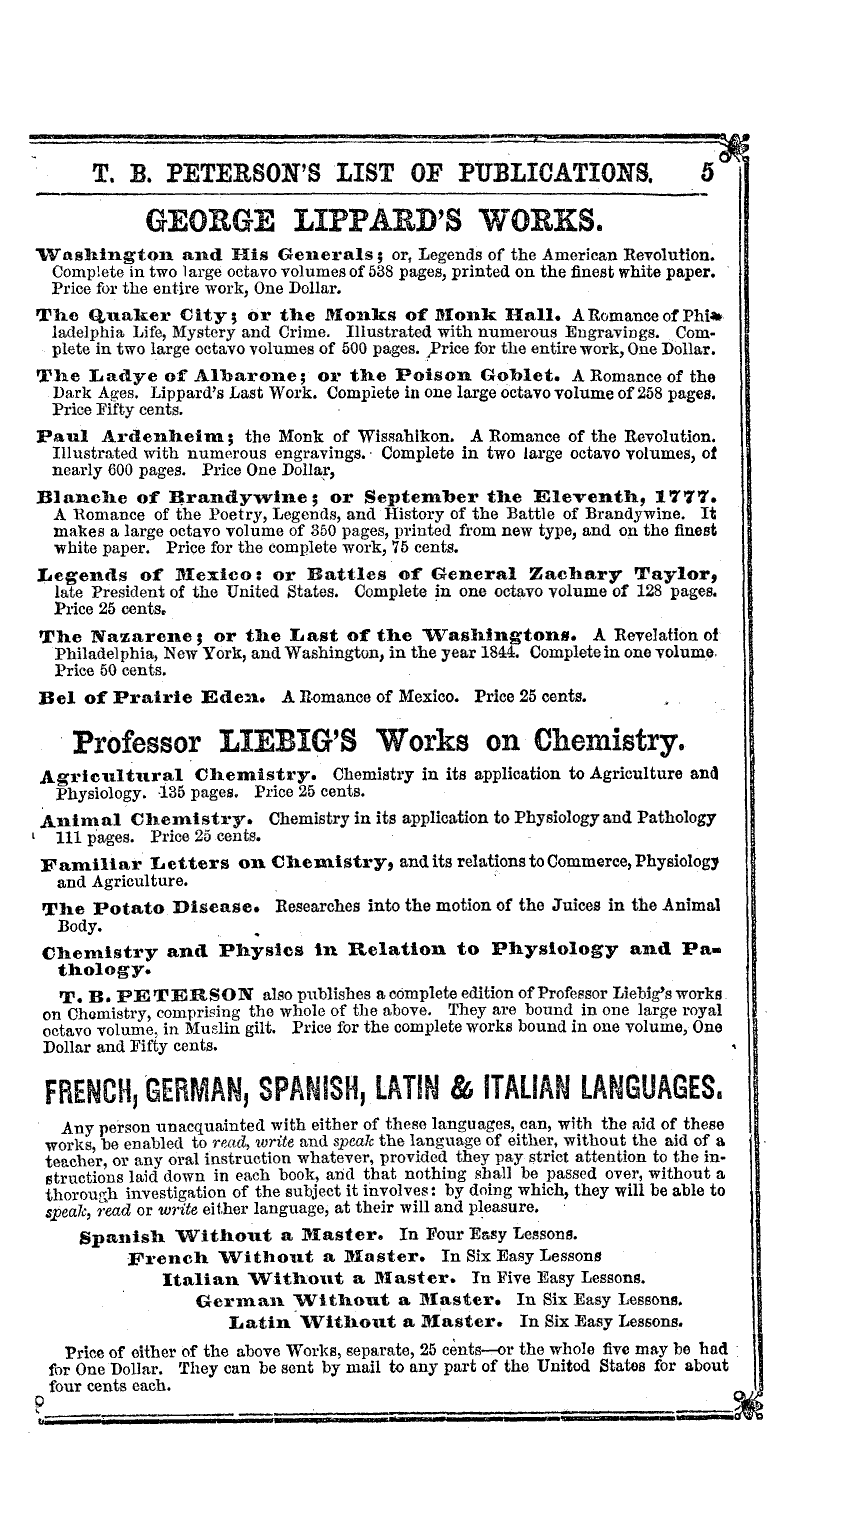 T. B. PETERSON'S LIST OF PUBLICATIONS. 5
GEORGE LIPPARD'S WORKS.
Washington and His Generals; or, Legends of the American Revolution.
Complete in two large octavo volumes of 538 pages, printed on the finest white paper.
Price for the entire work, One Dollar.
The Quaker City; or the Monks of Monk Hall. A Romance of Phi-
ladelphia Life, Mystery and Crime. Illustrated with numerous Engravings. Com-
plete in two large octavo volumes of 500 pages. Price for the entire work, One Dollar.
The Ladye of Albarone; or the Poison Goblet. A Romance of the
Dark Ages. Lippard's Last Work. Complete in one large octavo volume of 258 pages.
Price Fifty cents.
Paul Ardenheim; the Monk of Wissahikon. A Romance of the Revolution.
Illustrated with numerous engravings. Complete in two large octavo volumes, of
nearly 600 pages. Price One Dollar,
Blanche of Brandywine; or September the Eleventh, 1777.
A Romance of the Poetry, Legends, and History of the Battle of Brandywine. It
makes a large octavo volume of 350 pages, printed from new type, and on the finest
white paper. Price for the complete work, 75 cents.
Legends of Mexico: or Battles of General Zachary Taylor,
late President of the United States. Complete in one octavo volume of 128 pages.
Price 25 cents.
The Nazarene; or the Last of the Washingtons. A Revelation of
Philadelphia, New York, and Washington, in the year 1844. Complete in one volume.
Price 50 cents.
Bel of Prairie Eden. A Romance of Mexico. Price 25 cents.
Professor LIEBIG'S Works on Chemistry.
Agricultural Chemistry. Chemistry in its application to Agriculture and
Physiology. 135 pages. Price 25 cents.
Animal Chemistry. Chemistry in its application to Physiology and Pathology
111 pages. Price 25 cents.
Familiar Letters on Chemistry, and its relations to Commerce, Physiology
and Agriculture.
The Potato Disease. Researches into the motion of the Juices in the Animal
Body.
Chemistry and Physics in Relation to Physiology and Pa-
thology.
T. B. PETERSON also publishes a complete edition of Professor Liebig's works
on Chemistry, comprising the whole of the above. They are bound in one large royal
octavo volume, in Muslin gilt. Price for the complete works bound in one volume, One
Dollar and Fifty cents.
FRENCH, GERMAN, SPANISH, LATIN & ITALIAN LANGUAGES.
Any person unacquainted with either of these languages, can, with the aid of these
works, be enabled to read, write and speak the language of either, without the aid of a
teacher, or any oral instruction whatever, provided they pay strict attention to the in-
structions laid down in each book, and that nothing shall be passed over, without a
thorough investigation of the subject it involves: by doing which, they will be able to
speak, read or write either language, at their will and pleasure.
Spanish Without a Master. In Four Easy Lessons.
French Without a Master. In Six Easy Lessons
Italian Without a Master. In Five Easy Lessons.
German Without a Master. In Six Easy Lessons.
Latin Without a Master. In Six Easy Lessons.
Price of either of the above Works, separate, 25 cents—or the whole five may be had
for One Dollar. They can be sent by mail to any part of the United States for about
four cents each.